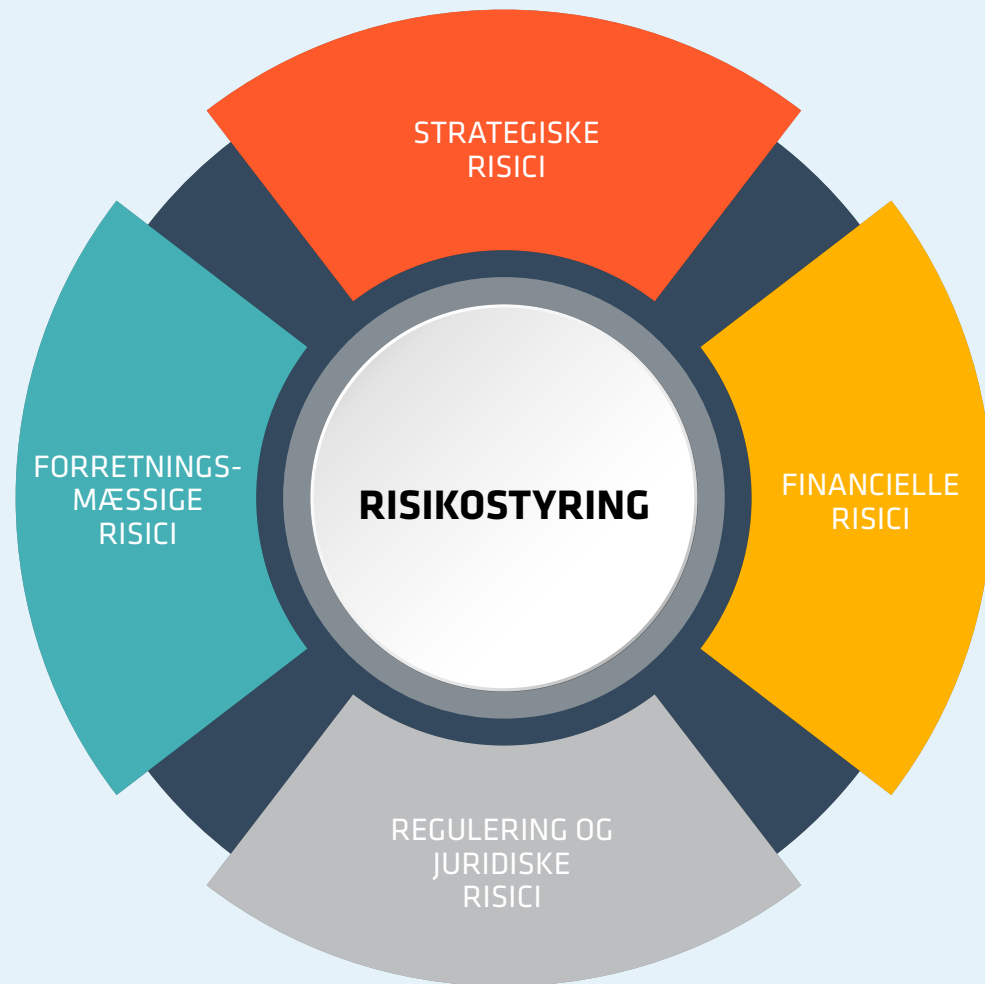 STRATEGISKE
RISICI
FORRETNINGS-
MÆSSIGE
RISICI
RISIKOSTYRING
FINANCIELLE
RISICI
REGULERING OG
JURIDISKE
RISICI